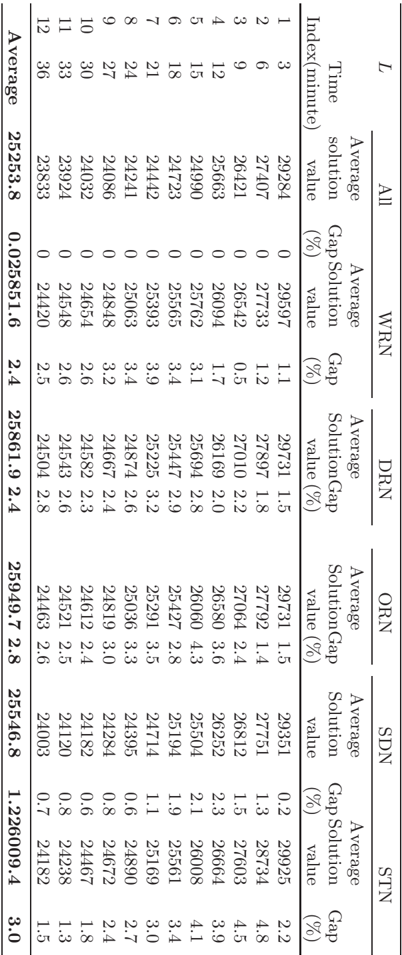 L All WRN DRN ORN SDN STN
Time Average Average Average Average Average Average
Index(minute) solution value Gap (%) Solution value Gap (%) Solution value Gap (%) Solution value Gap (%) Solution value Gap (%) Solution value Gap (%)
1 3 29284 0 29597 1.1 29731 1.5 29731 1.5 29351 0.2 29925 2.2
2 6 27407 0 27733 1.2 27897 1.8 27792 1.4 27751 1.3 28734 4.8
3 9 26421 0 26542 0.5 27010 2.2 27064 2.4 26812 1.5 27603 4.5
4 12 25663 0 26094 1.7 26169 2.0 26580 3.6 26252 2.3 26664 3.9
5 15 24990 0 25762 3.1 25694 2.8 26060 4.3 25504 2.1 26008 4.1
6 18 24723 0 25565 3.4 25447 2.9 25427 2.8 25194 1.9 25561 3.4
7 21 24442 0 25393 3.9 25225 3.2 25291 3.5 24714 1.1 25169 3.0
8 24 24241 0 25063 3.4 24874 2.6 25036 3.3 24395 0.6 24890 2.7
9 27 24086 0 24848 3.2 24667 2.4 24819 3.0 24284 0.8 24672 2.4
10 30 24032 0 24654 2.6 24582 2.3 24612 2.4 24182 0.6 24467 1.8
11 33 23924 0 24548 2.6 24543 2.6 24521 2.5 24120 0.8 24238 1.3
12 36 23833 0 24420 2.5 24504 2.8 24463 2.6 24003 0.7 24182 1.5
Average 25253.8 0.025851.6 2.4 25861.9 2.4 25949.7 2.8 25546.8 1.226009.4 3.0